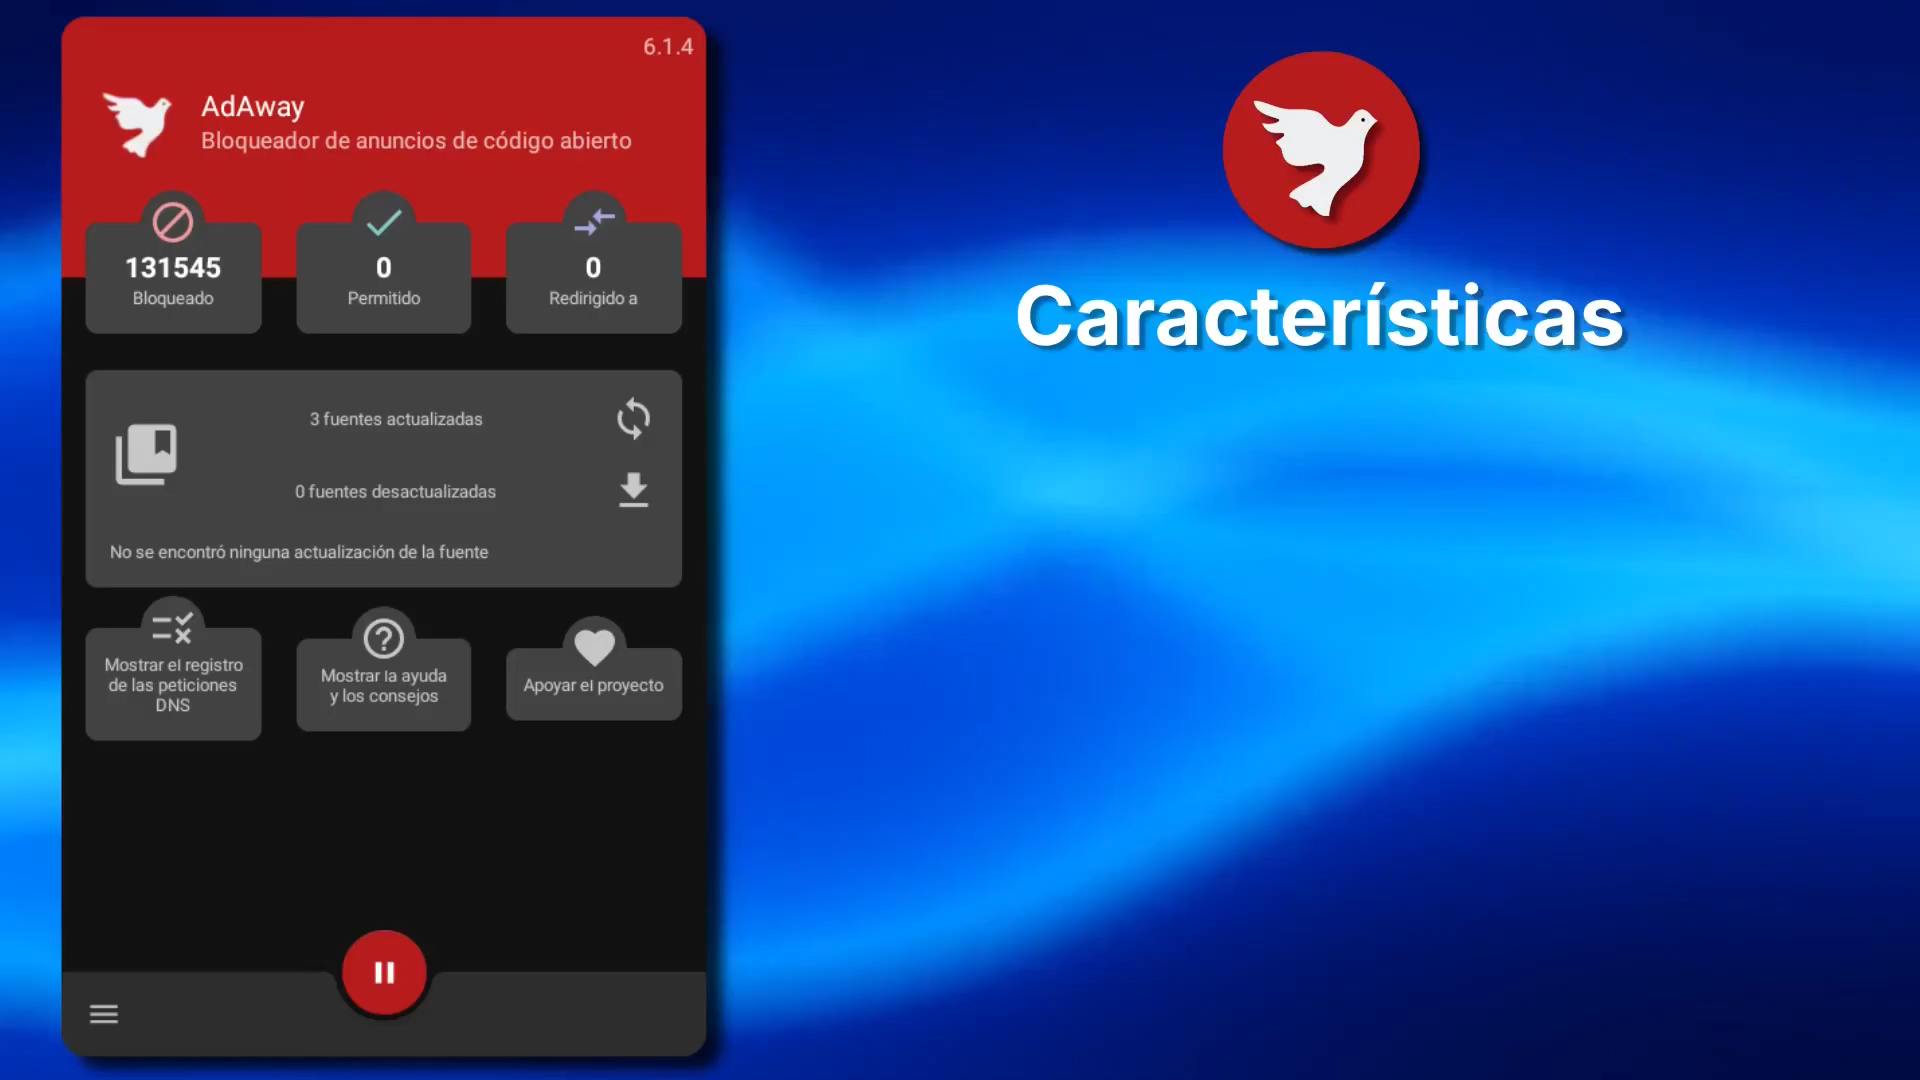 6.1.4
AdAway
Bloqueador de anuncios de código abierto
131545
Bloqueado
0
Permitido
0
Redirigido a
3 fuentes actualizadas
0 fuentes desactualizadas
No se encontró ninguna actualización de la fuente
Mostrar el registro
de las peticiones
DNS
Mostrar la ayuda
y los consejos
Apoyar el proyecto
Características